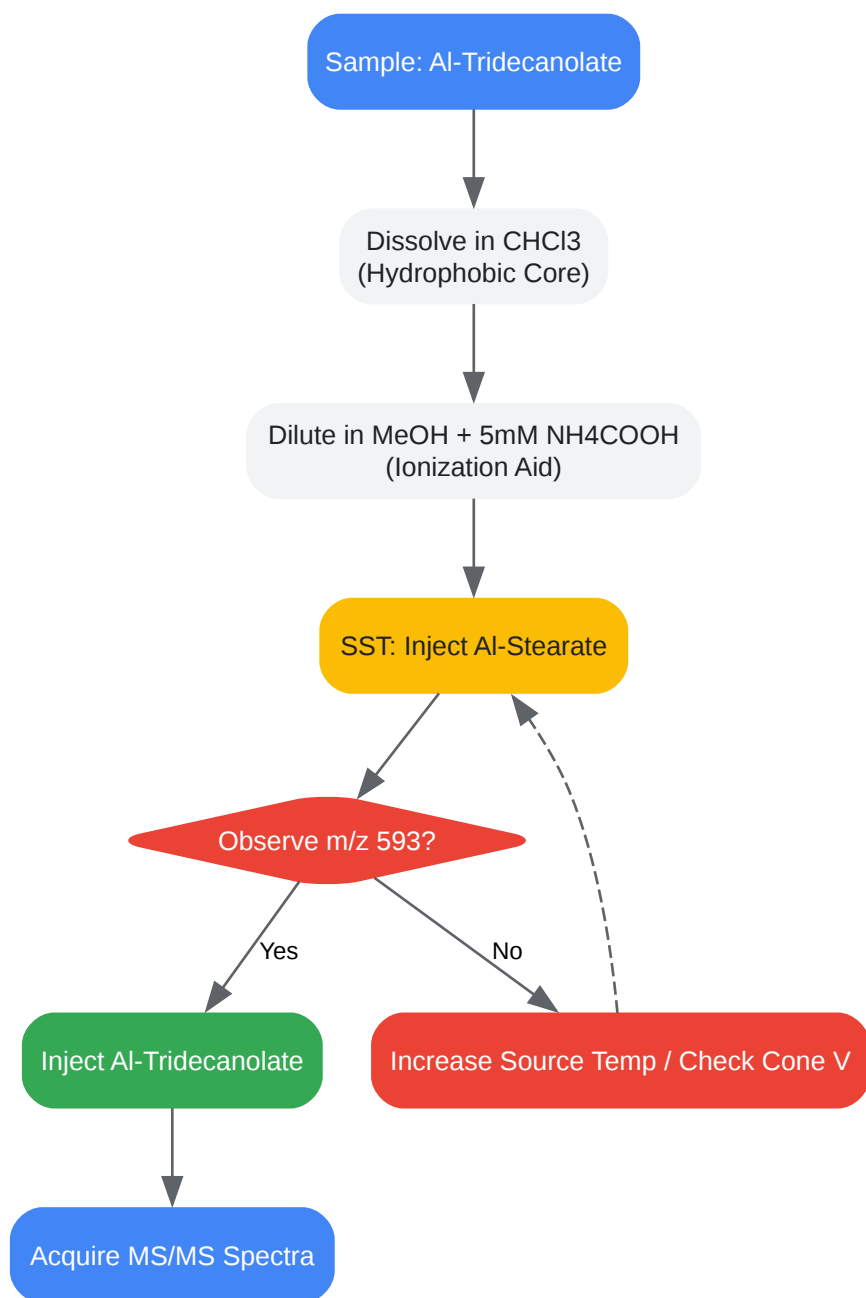 Sample: Al-Tridecanolate
Dissolve in CHCl3
(Hydrophobic Core)
Dilute in MeOH + 5mM NH4COOH
(Ionization Aid)
SST: Inject Al-Stearate
Observe m/z 593?
Yes
No
Inject Al-Tridecanolate
Increase Source Temp / Check Cone V
Acquire MS/MS Spectra